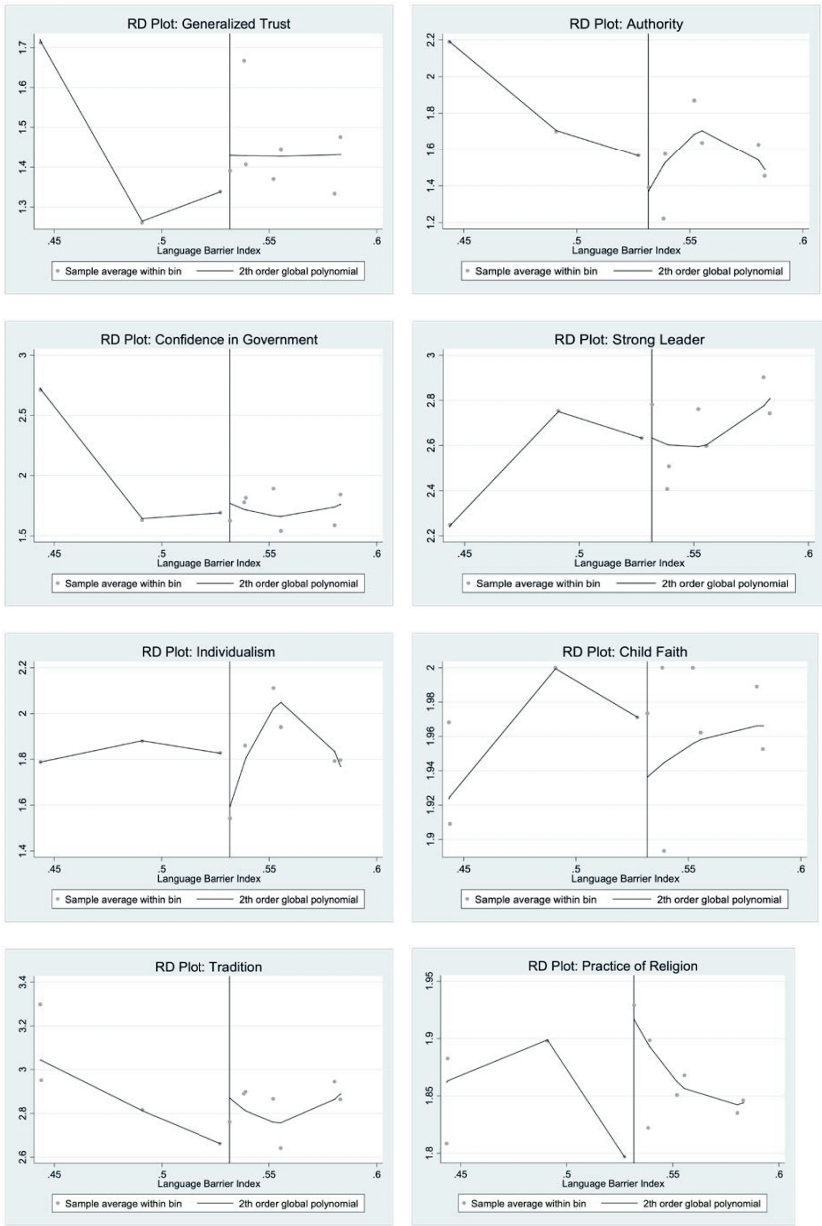 RD Plot: Generalized Trust
1.7
1.6
1.5
1.4
1.3
.45
.5
.55
.6
Language Barrier Index
Sample average within bin
2th order global polynomial
RD Plot: Authority
2.2
2
1.8
1.6
1.4
1.2
.45
.5
.55
.6
Language Barrier Index
Sample average within bin
2th order global polynomial
RD Plot: Confidence in Government
3
2.5
2
1.5
.45
.5
.55
.6
Language Barrier Index
Sample average within bin
2th order global polynomial
RD Plot: Strong Leader
3
2.8
2.6
2.4
2.2
.45
.5
.55
.6
Language Barrier Index
Sample average within bin
2th order global polynomial
RD Plot: Individualism
2.2
2
1.8
1.6
1.4
.45
.5
.55
.6
Language Barrier Index
Sample average within bin
2th order global polynomial
RD Plot: Child Faith
2
1.98
1.96
1.94
1.92
1.9
.45
.5
.55
.6
Language Barrier Index
Sample average within bin
2th order global polynomial
RD Plot: Tradition
3.4
3.2
3
2.8
2.6
.45
.5
.55
.6
Language Barrier Index
Sample average within bin
2th order global polynomial
RD Plot: Practice of Religion
1.95
1.9
1.85
1.8
.45
.5
.55
.6
Language Barrier Index
Sample average within bin
2th order global polynomial